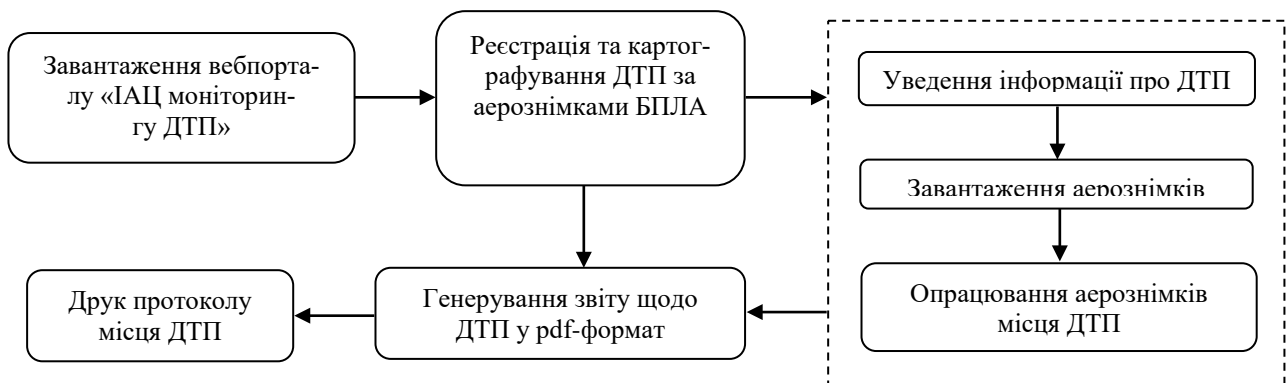 Завантаження вебпорта-
лу «ІАЦ моніторин-
гу ДТП»
Реєстрація та картог-
рафування ДТП за
аерознімками БПЛА
Уведення інформації про ДТП
Завантаження аерознімків
Опрацювання аерознімків
місця ДТП
Генерування звіту щодо
ДТП у pdf-формат
Друк протоколу
місця ДТП